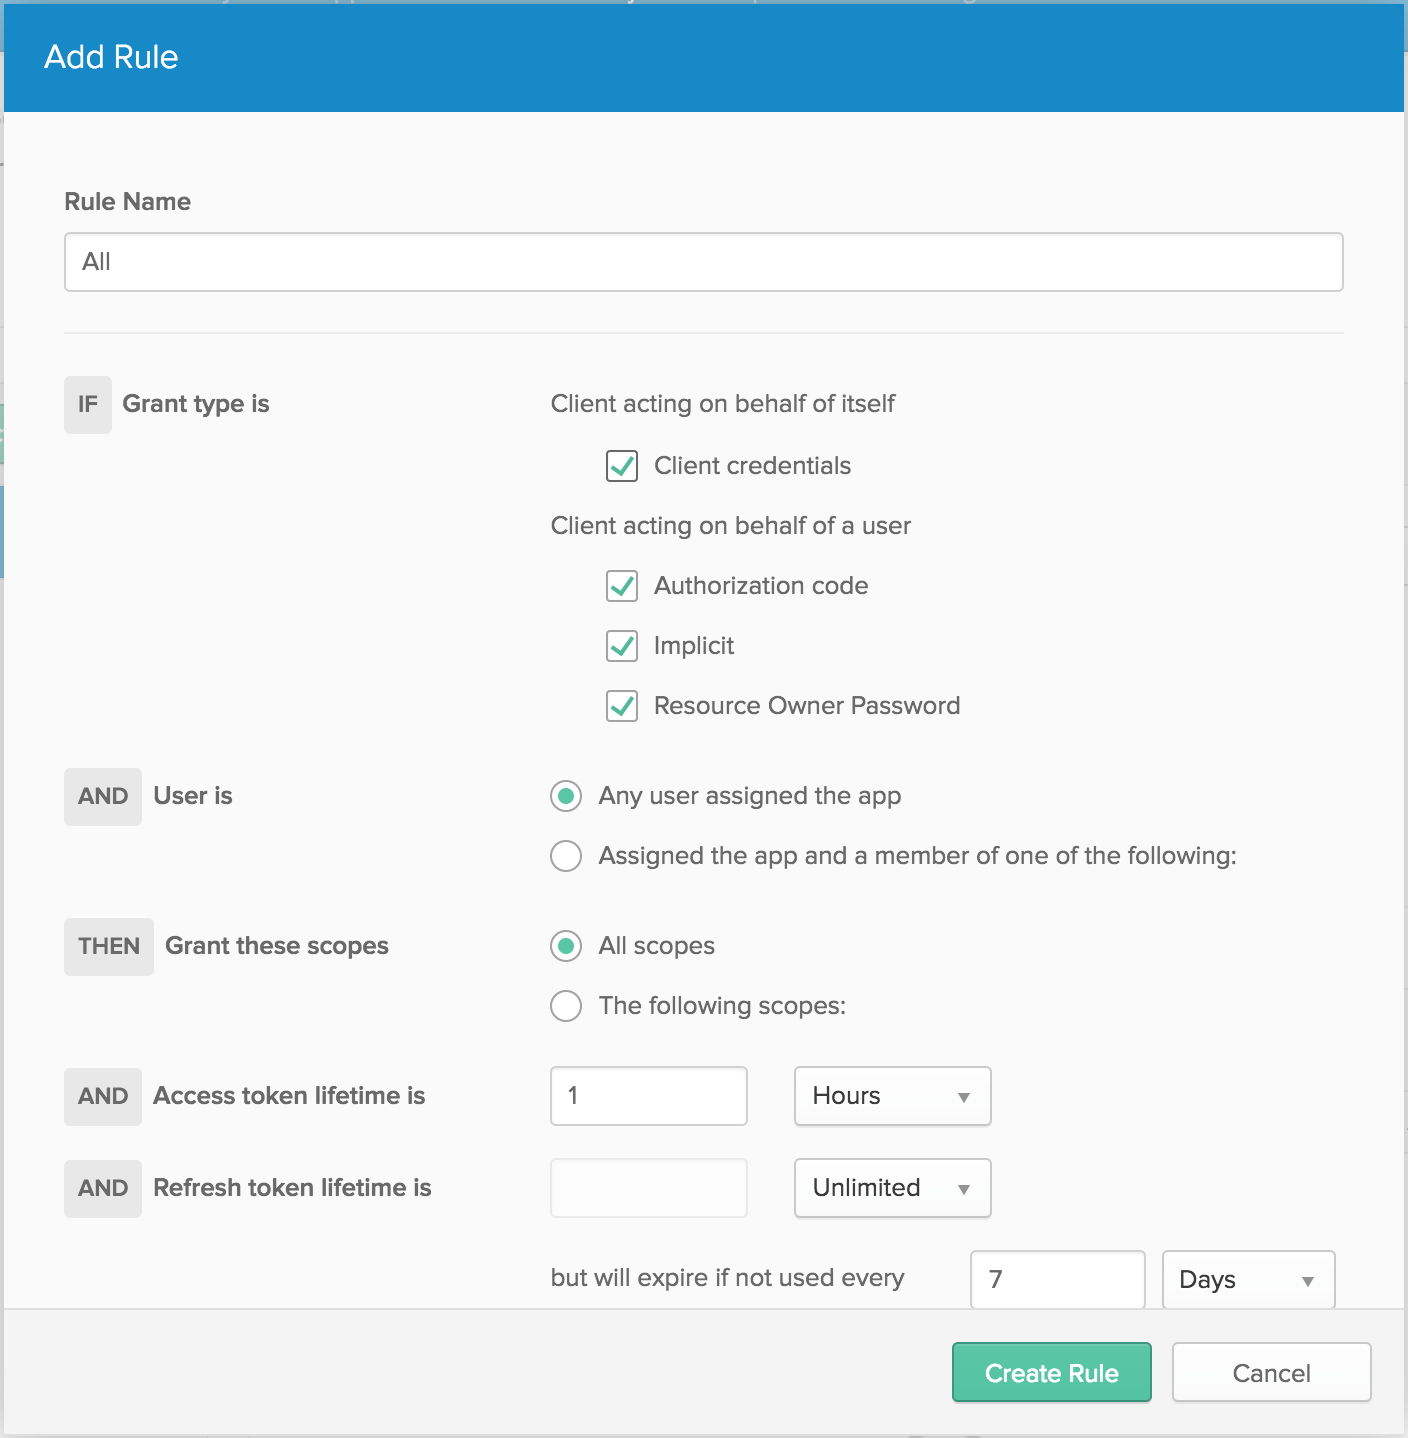 Add Rule
Rule Name
All
IF Grant type is Client acting on behalf of itself
Client credentials
Client acting on behalf of a user
Authorization code
Implicit
Resource Owner Password
AND User is Any user assigned the app
Assigned the app and a member of one of the following:
THEN Grant these scopes All scopes
The following scopes:
AND Access token lifetime is 1 Hours
AND Refresh token lifetime is Unlimited
but will expire if not used every 7 Days
Create Rule Cancel